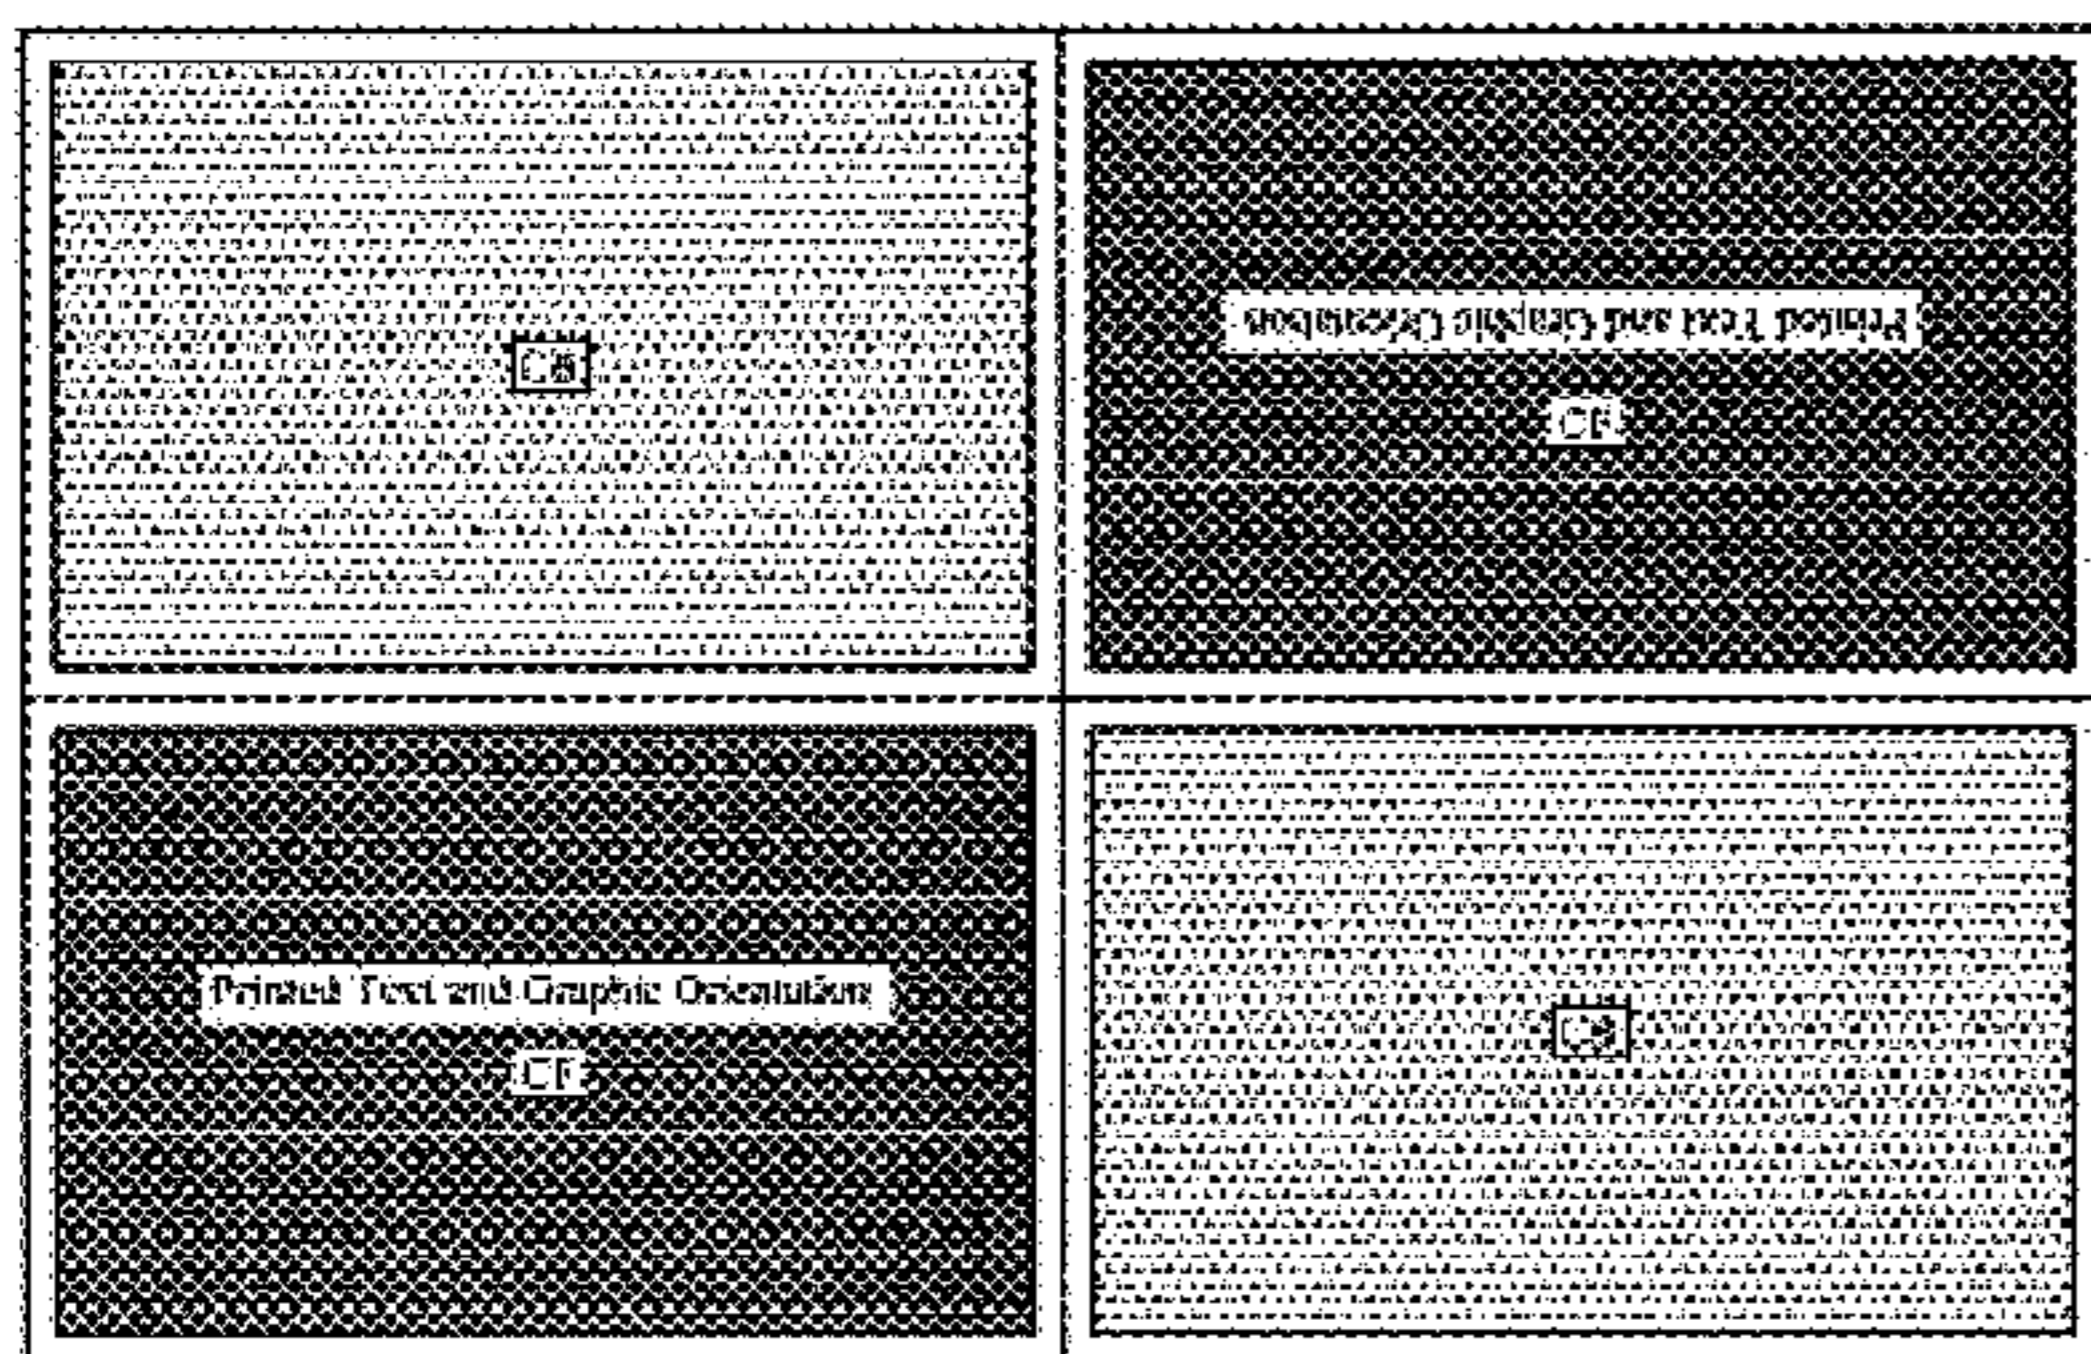 Printed Text and Graphic Orientation
CF
Printed Text and Graphic Orientation
CF